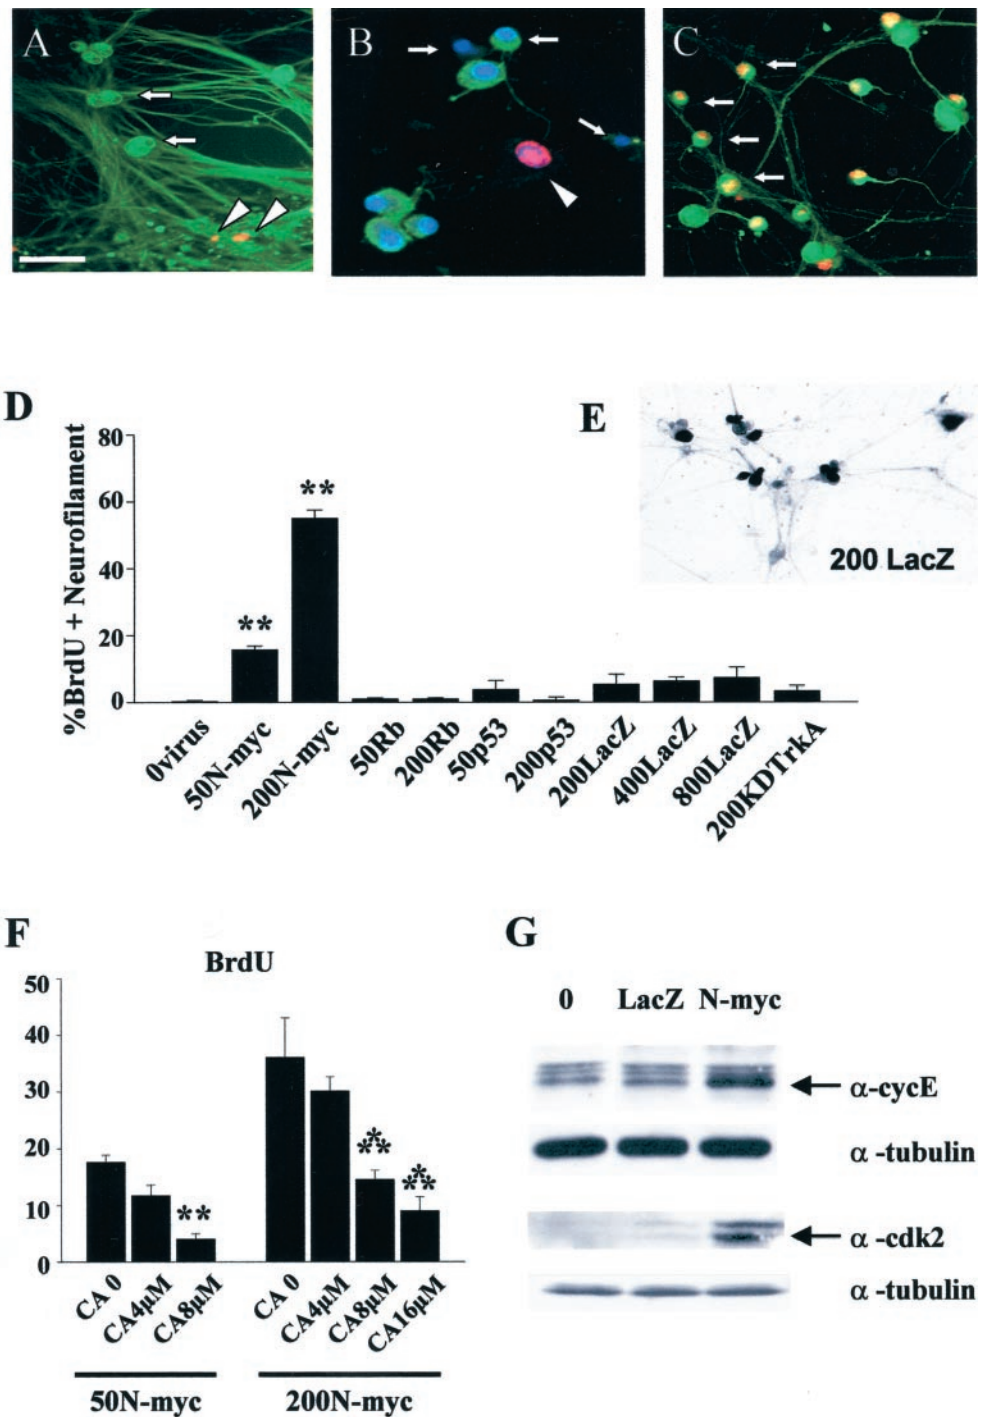 A
B
C
D
%BrdU + Neurofilament
80
60
40
20
0
**
**
0virus
50N-myc
200N-myc
50Rb
200Rb
50p53
200p53
200LacZ
400LacZ
800LacZ
200KDTrkA
E
200 LacZ
F
BrdU
50
40
30
20
10
0
**
***
***
CA 0
CA4µM
CA8µM
CA 0
CA4µM
CA8µM
CA16µM
50N-myc
200N-myc
G
0 LacZ N-myc
α-cycE
α -tubulin
α -cdk2
α -tubulin